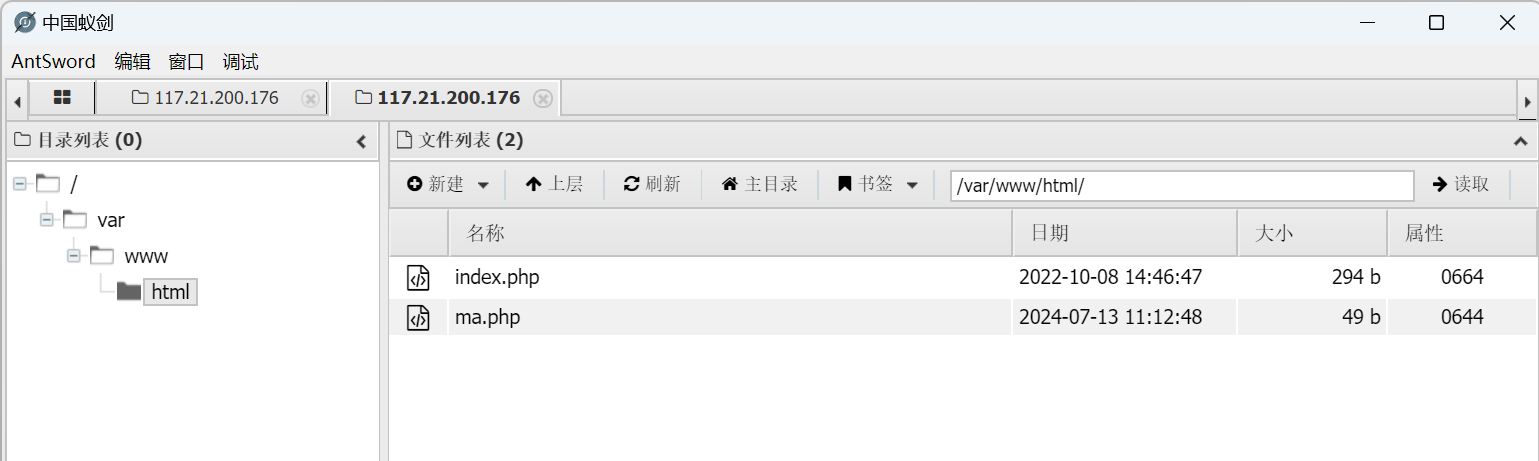 中国蚁剑
AntSword 编辑 窗口 调试
117.21.200.176 117.21.200.176
目录列表 (0) 文件列表 (2)
新建 上层 刷新 主目录 书签 /var/www/html/ 读取
/
var
www
html
名称 日期 大小 属性
index.php 2022-10-08 14:46:47 294 b 0664
ma.php 2024-07-13 11:12:48 49 b 0644